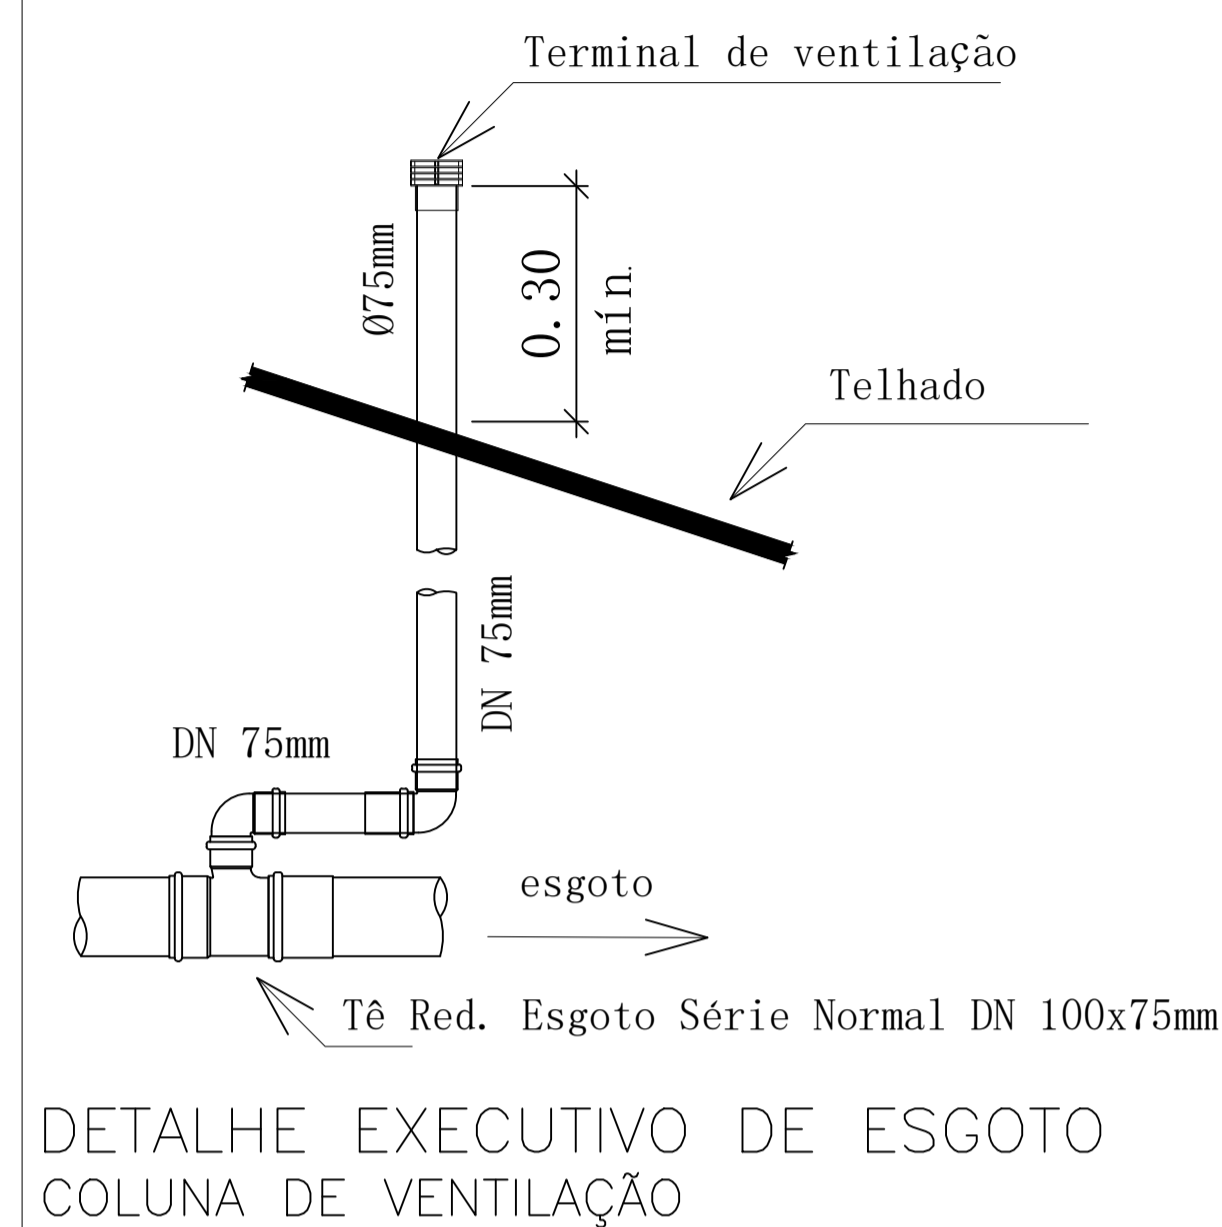 Terminal de ventilação
Ø75mm
0.30
mín.
Telhado
DN 75mm
DN 75mm
esgoto
Tê Red. Esgoto Série Normal DN 100x75mm
DETALHE EXECUTIVO DE ESGOTO
COLUNA DE VENTILAÇÃO